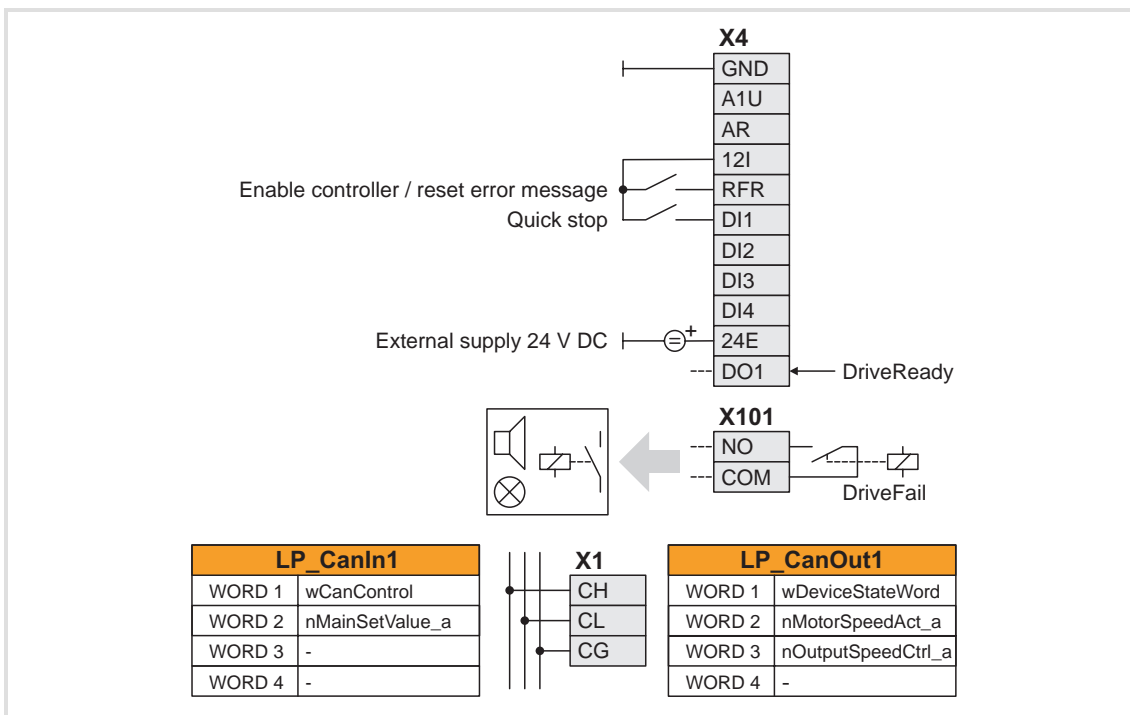 X4
GND
A1U
AR
12I
Enable controller / reset error message RFR
Quick stop DI1
DI2
DI3
DI4
External supply 24 V DC + 24E
DO1 DriveReady
X101
NO
COM
DriveFail
LP_CanIn1
WORD 1 wCanControl
WORD 2 nMainSetValue_a
WORD 3 -
WORD 4 -
X1
CH
CL
CG
LP_CanOut1
WORD 1 wDeviceStateWord
WORD 2 nMotorSpeedAct_a
WORD 3 nOutputSpeedCtrl_a
WORD 4 -